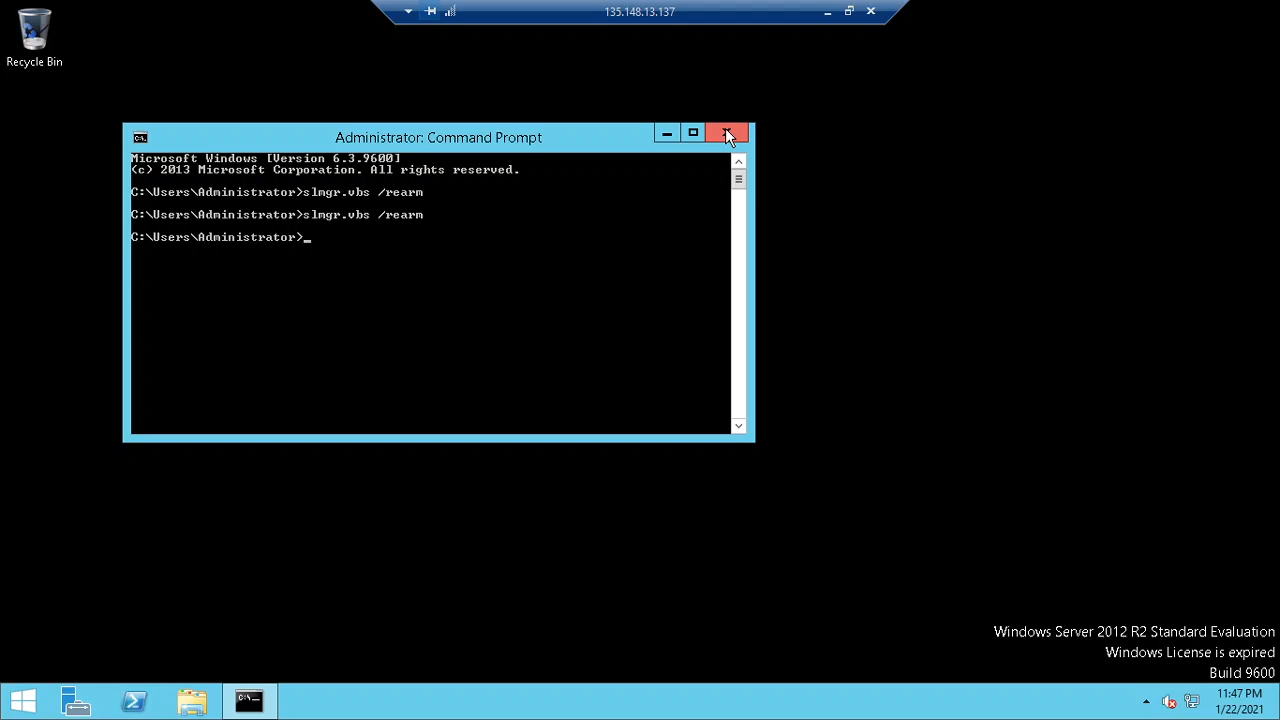 135.148.13.137
Recycle Bin
Administrator: Command Prompt
Microsoft Windows [Version 6.3.9600]
(c) 2013 Microsoft Corporation. All rights reserved.
C:\Users\Administrator>slmgr.vbs /rearm
C:\Users\Administrator>slmgr.vbs /rearm
C:\Users\Administrator>_
Windows Server 2012 R2 Standard Evaluation
Windows License is expired
Build 9600
11:47 PM
1/22/2021